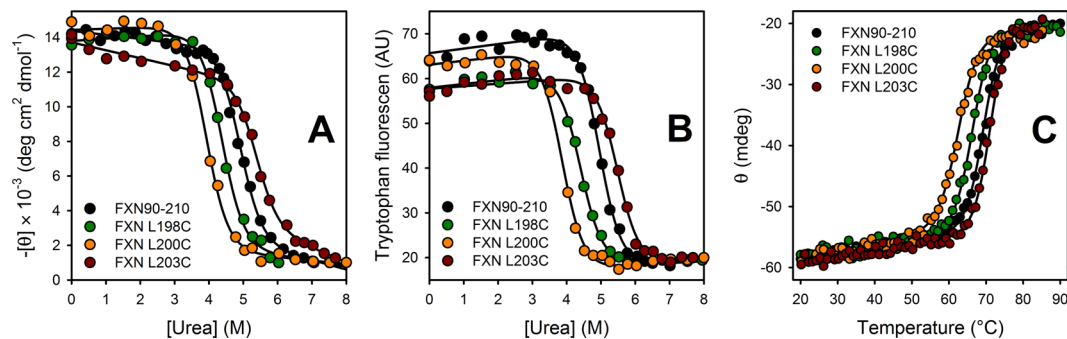 -[θ] × 10⁻³ (deg cm² dmol⁻¹)
16
14
12
10
8
6
4
2
0
A
FXN90-210
FXN L198C
FXN L200C
FXN L203C
0 1 2 3 4 5 6 7 8
[Urea] (M)
Tryptophan fluorescen (AU)
80
70
60
50
40
30
20
B
FXN90-210
FXN L198C
FXN L200C
FXN L203C
0 1 2 3 4 5 6 7 8
[Urea] (M)
θ (mdeg)
-20
-30
-40
-50
-60
FXN90-210
FXN L198C
FXN L200C
FXN L203C
C
20 30 40 50 60 70 80 90
Temperature (°C)